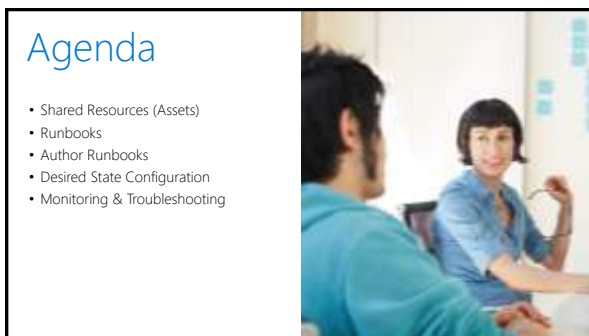 Agenda
• Shared Resources (Assets)
• Runbooks
• Author Runbooks
• Desired State Configuration
• Monitoring & Troubleshooting